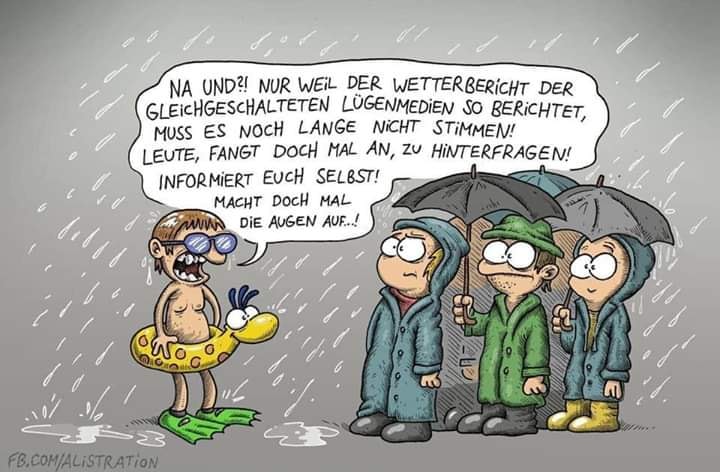 NA UND?! NUR WEIL DER WETTERBERICHT DER
GLEICHGESCHALTETEN LÜGENMEDIEN SO BERICHTET,
MUSS ES NOCH LANGE NICHT STIMMEN!
LEUTE, FANGT DOCH MAL AN, ZU HINTERFRAGEN!
INFORMIERT EUCH SELBST!
MACHT DOCH MAL
DIE AUGEN AUF...!
FB.COM/ALISTRATION